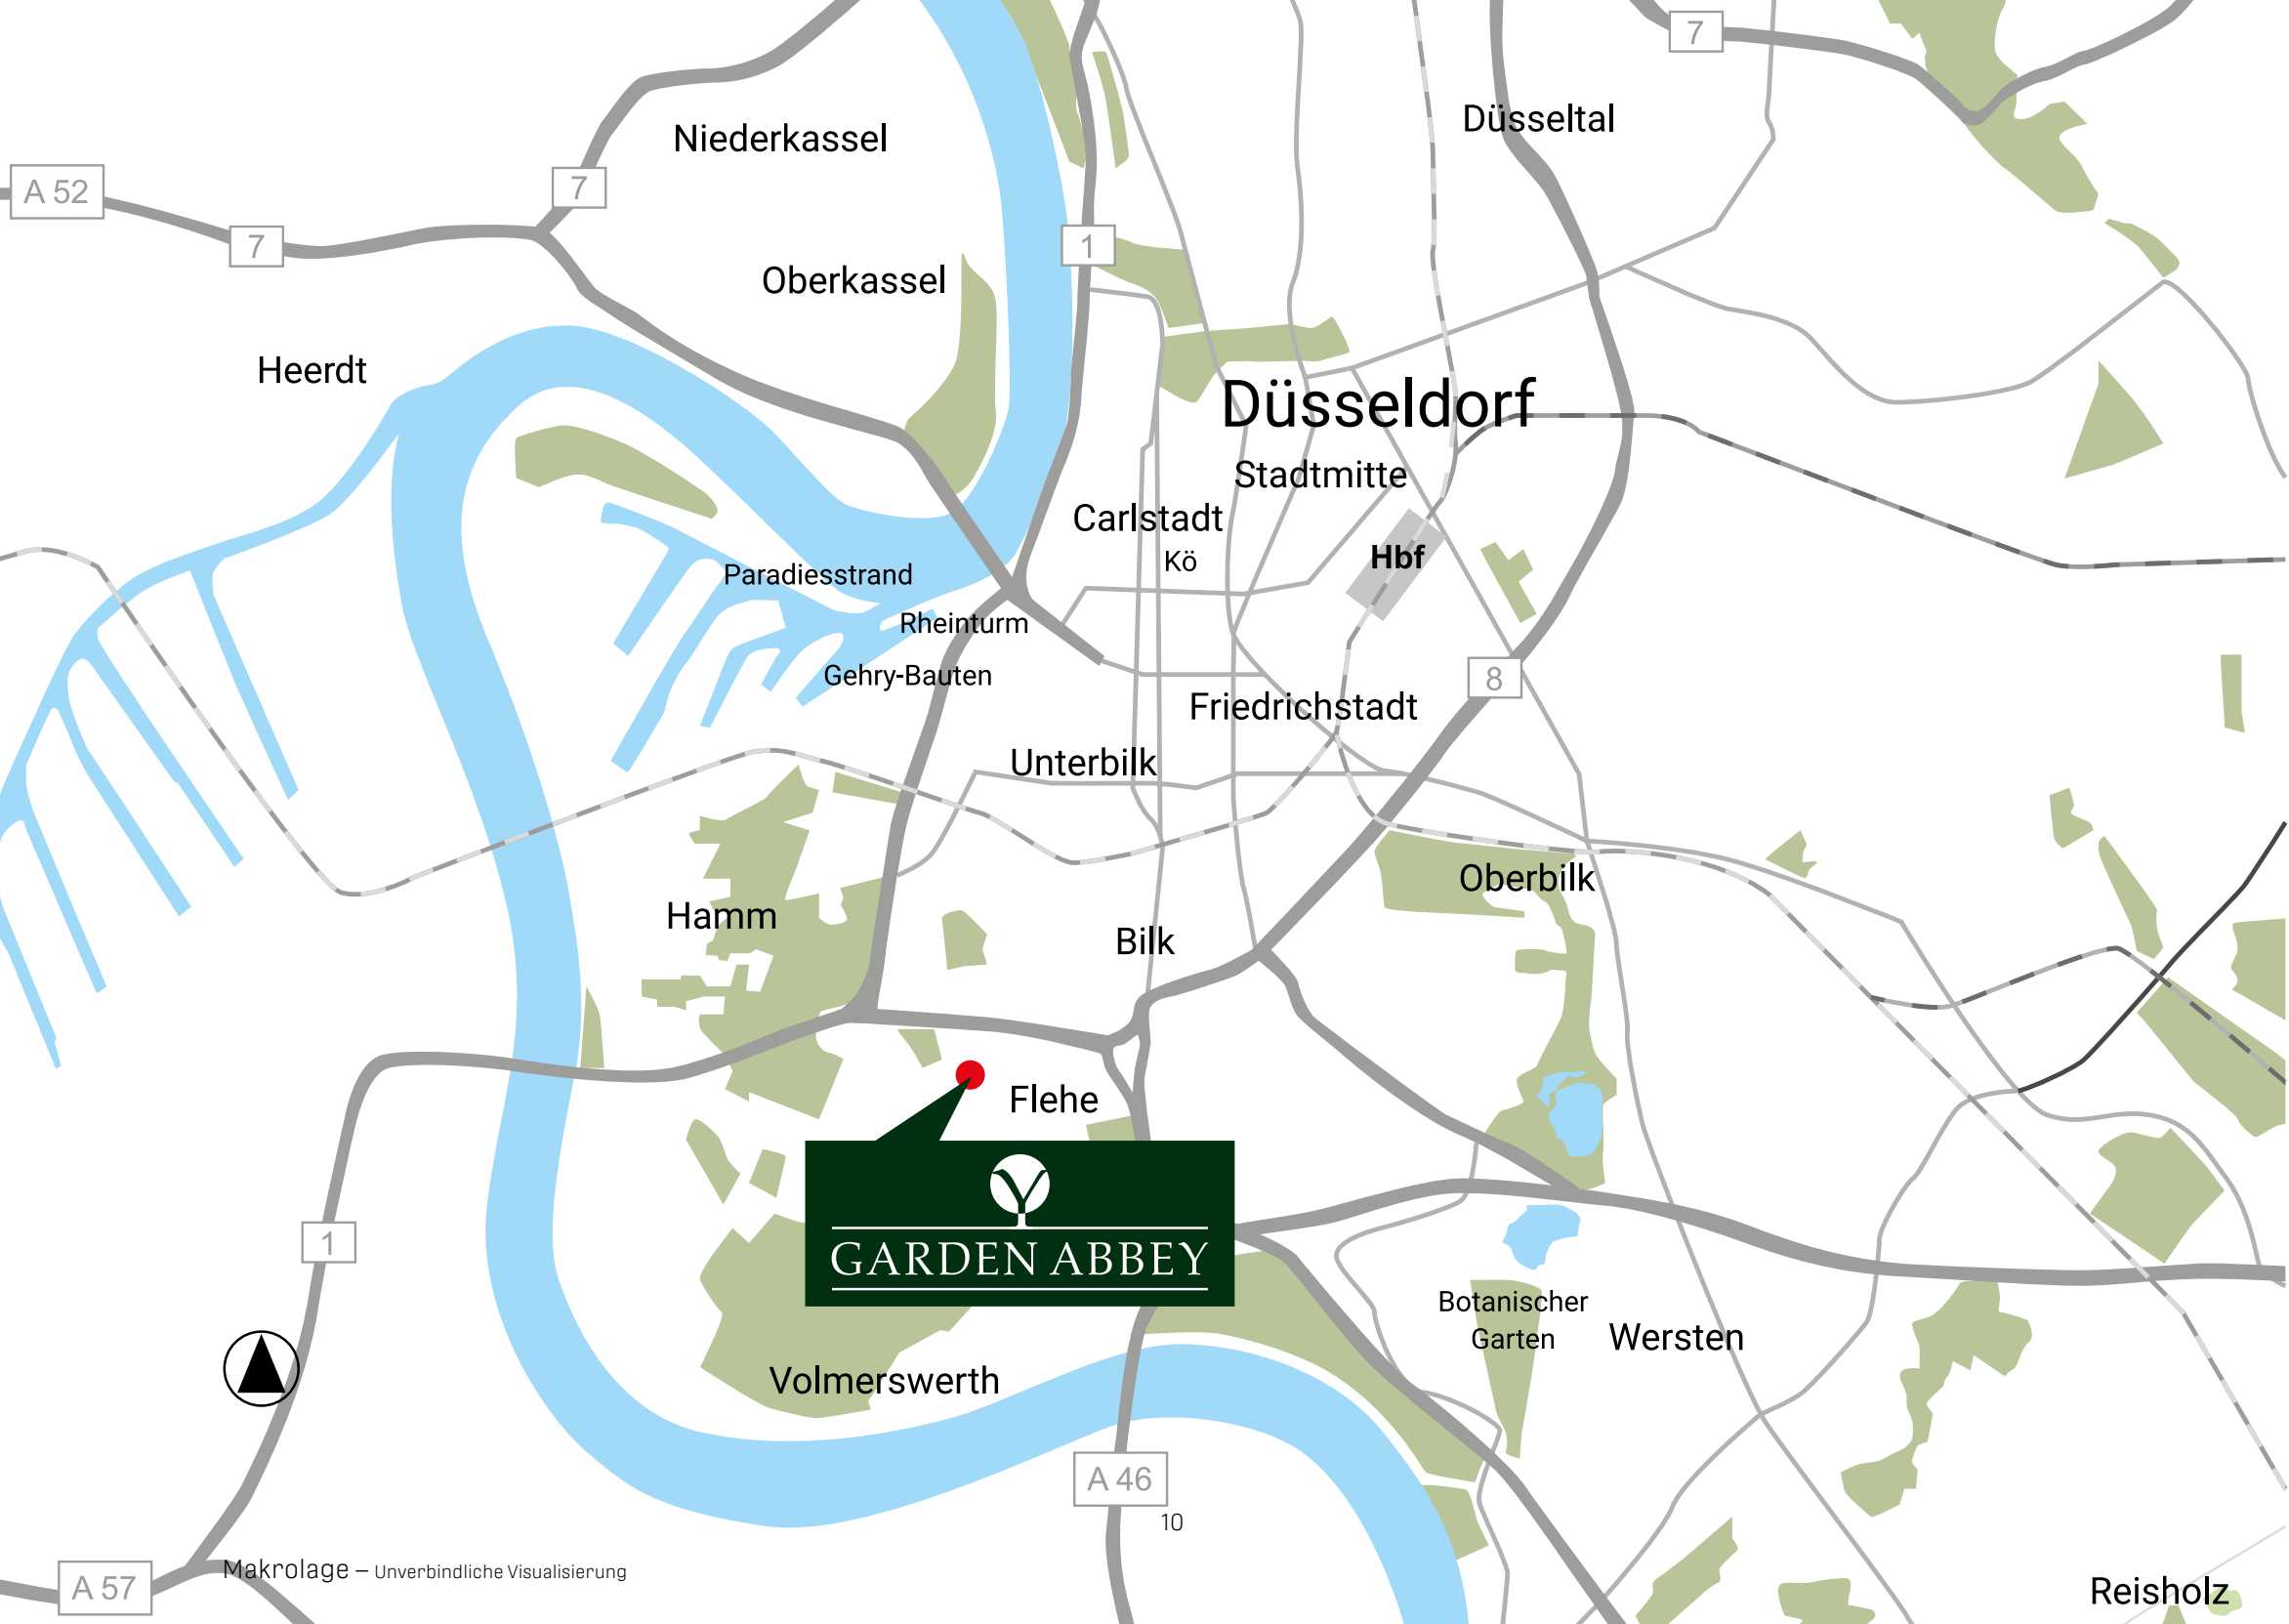 7
Düsseltal
Niederkassel
A 52
7
7
1
Oberkassel
Heerdt
Düsseldorf
Stadtmitte
Carlstadt
Kö
Hbf
Paradiesstrand
Rheinturm
Gehry-Bauten
8
Friedrichstadt
Unterbilk
Oberbilk
Hamm
Bilk
Flehe
GARDEN ABBEY
1
Botanischer
Garten
Wersten
Volmerswerth
A 46
10
Makrolage – Unverbindliche Visualisierung
A 57
Reisholz